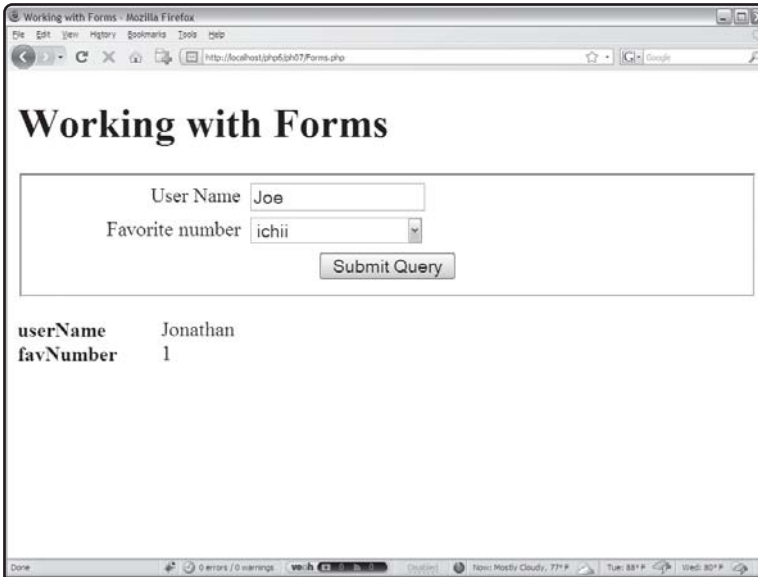 Working with Forms - Mozilla Firefox
File Edit View History Bookmarks Tools Help
http://localhost/php6/ph07/Forms.php
Google
Working with Forms
User Name Joe
Favorite number ichii
Submit Query
userName Jonathan
favNumber 1
Done
0 errors / 0 warnings
Disabled
Now: Mostly Cloudy, 77° F
Tue: 88° F
Wed: 80° F